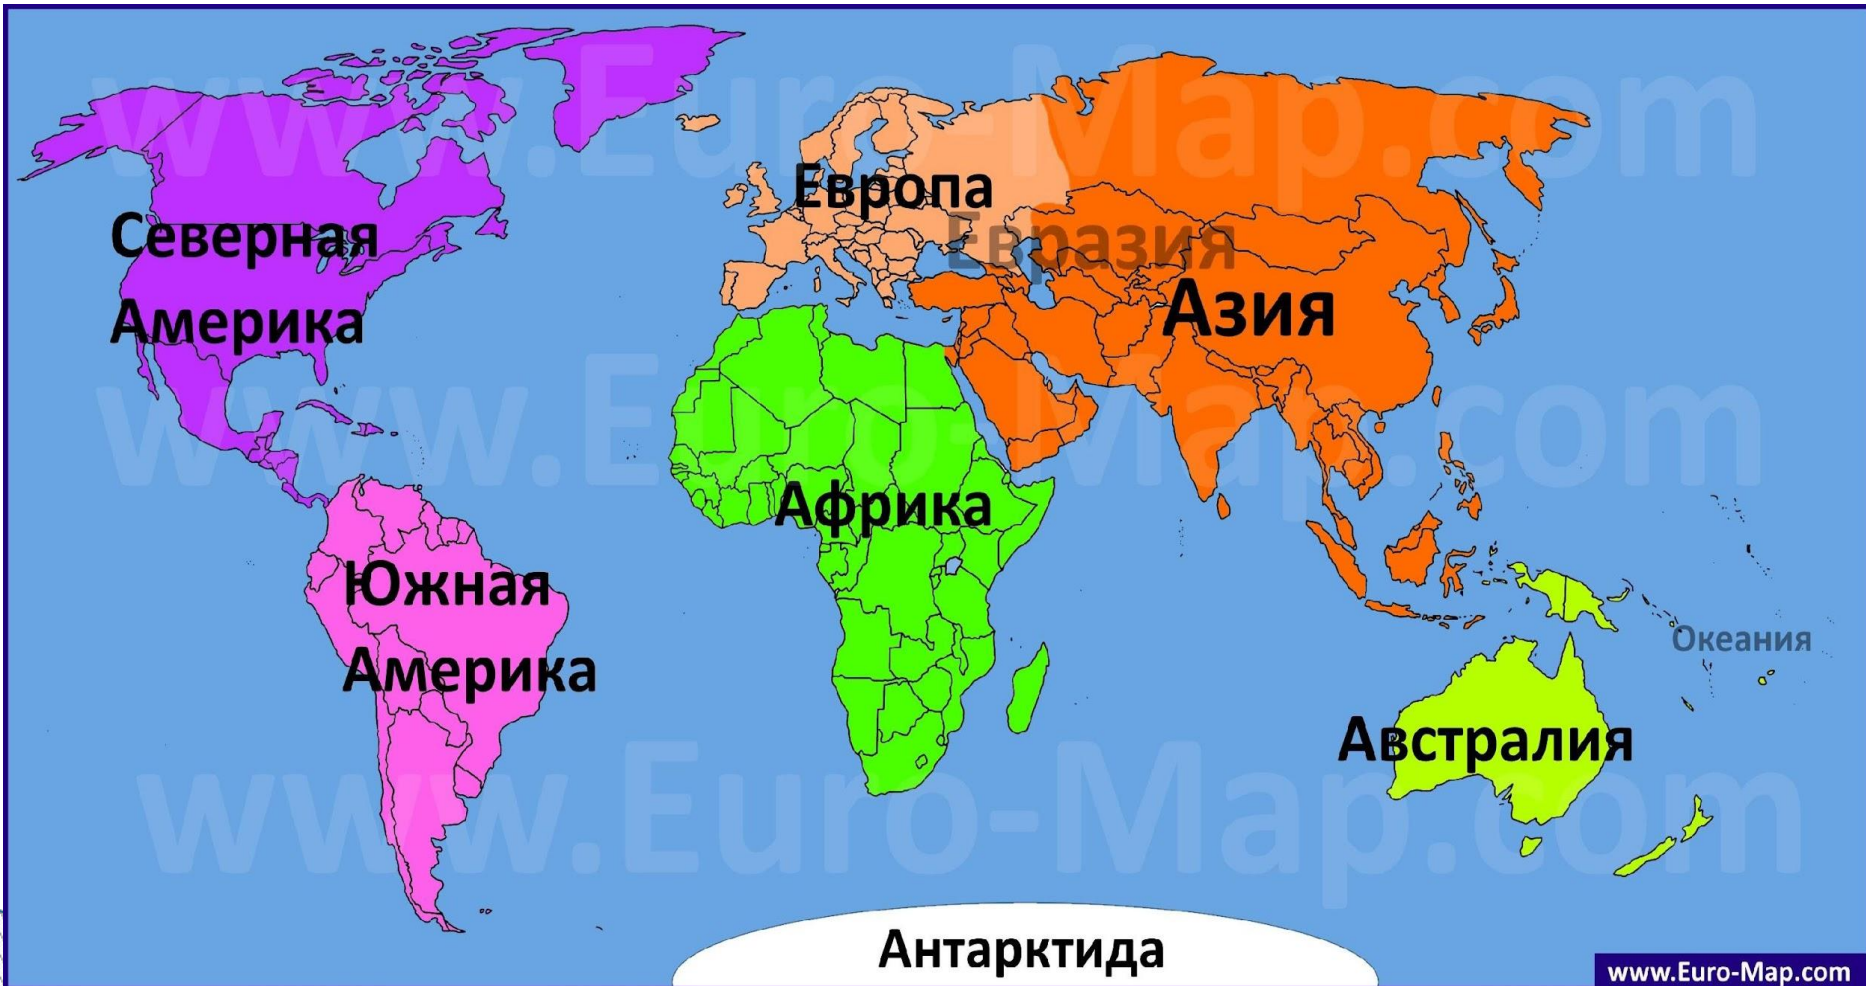 www.Euro-Map.com
Европа
Евразия
Северная
Америка
Азия
www.Euro-Map.com
Африка
Южная
Америка
Океания
Австралия
www.Euro-Map.com
Антарктида
www.Euro-Map.com